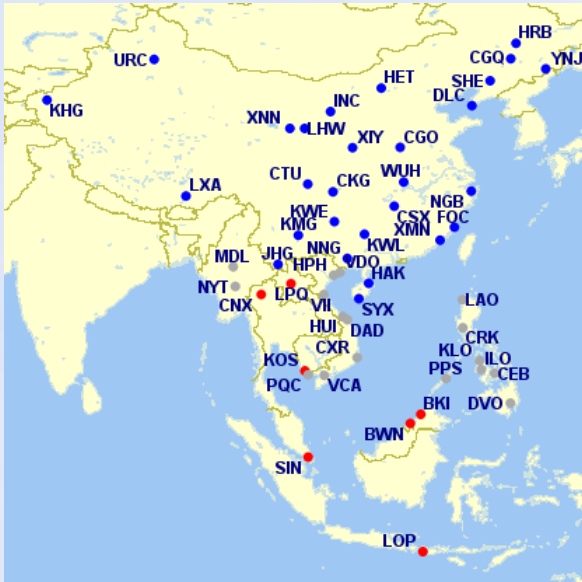 HRB
CGQ
YNJ
URC
HET
SHE
DLC
KHG
INC
XNN
LHW
XIY
CGO
CTU
CKG
WUH
LXA
NGB
KWE
CSX
FOC
KMG
XMN
JHG
NNG
KWL
MDL
HPH
VDO
HAK
NYT
LPQ
CNX
VII
SYX
LAO
HUI
DAD
CRK
CXR
KLO
ILO
KOS
PPS
CEB
PQC
VCA
BKI
DVO
BWN
SIN
LOP